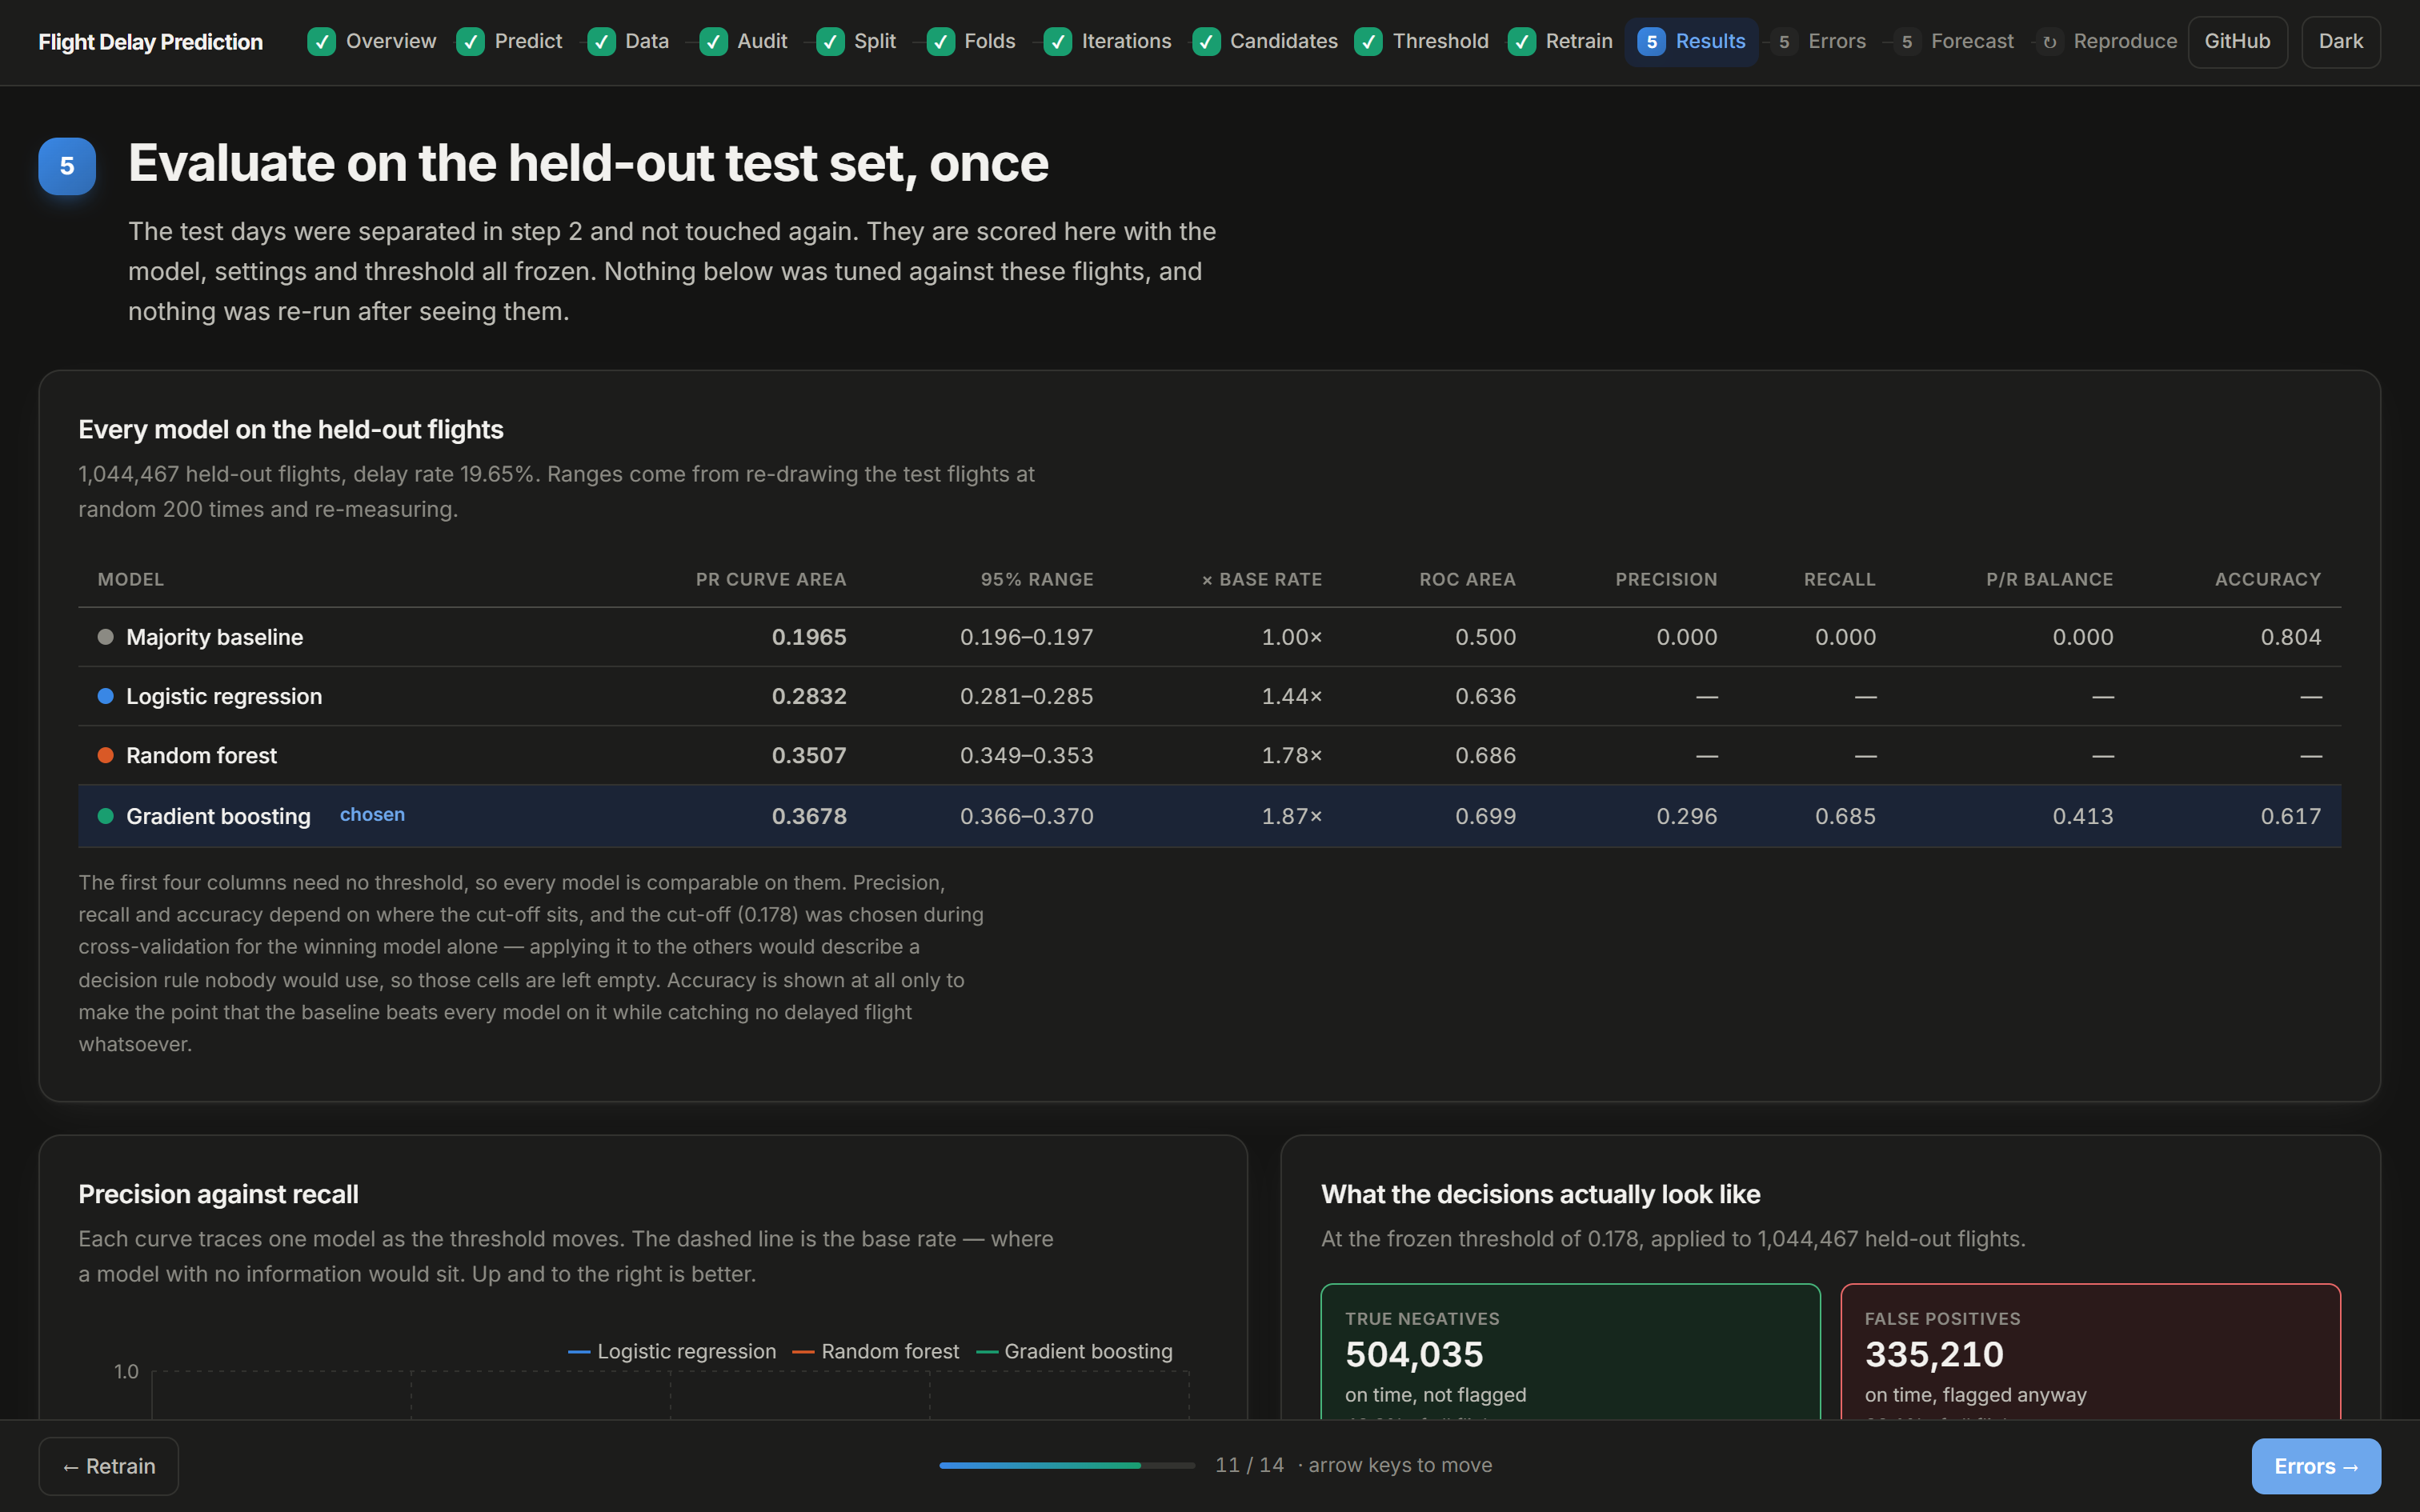 Flight Delay Prediction
✓ Overview ✓ Predict ✓ Data ✓ Audit ✓ Split ✓ Folds ✓ Iterations ✓ Candidates ✓ Threshold ✓ Retrain 5 Results 5 Errors 5 Forecast ↻ Reproduce GitHub Dark
5 Evaluate on the held-out test set, once
The test days were separated in step 2 and not touched again. They are scored here with the
model, settings and threshold all frozen. Nothing below was tuned against these flights, and
nothing was re-run after seeing them.
Every model on the held-out flights
1,044,467 held-out flights, delay rate 19.65%. Ranges come from re-drawing the test flights at
random 200 times and re-measuring.
MODEL PR CURVE AREA 95% RANGE × BASE RATE ROC AREA PRECISION RECALL P/R BALANCE ACCURACY
Majority baseline 0.1965 0.196–0.197 1.00× 0.500 0.000 0.000 0.000 0.804
Logistic regression 0.2832 0.281–0.285 1.44× 0.636 — — — —
Random forest 0.3507 0.349–0.353 1.78× 0.686 — — — —
Gradient boosting chosen 0.3678 0.366–0.370 1.87× 0.699 0.296 0.685 0.413 0.617
The first four columns need no threshold, so every model is comparable on them. Precision,
recall and accuracy depend on where the cut-off sits, and the cut-off (0.178) was chosen during
cross-validation for the winning model alone — applying it to the others would describe a
decision rule nobody would use, so those cells are left empty. Accuracy is shown at all only to
make the point that the baseline beats every model on it while catching no delayed flight
whatsoever.
Precision against recall
Each curve traces one model as the threshold moves. The dashed line is the base rate — where
a model with no information would sit. Up and to the right is better.
Logistic regression Random forest Gradient boosting
1.0
What the decisions actually look like
At the frozen threshold of 0.178, applied to 1,044,467 held-out flights.
TRUE NEGATIVES
504,035
on time, not flagged
FALSE POSITIVES
335,210
on time, flagged anyway
← Retrain
11 / 14 · arrow keys to move
Errors →